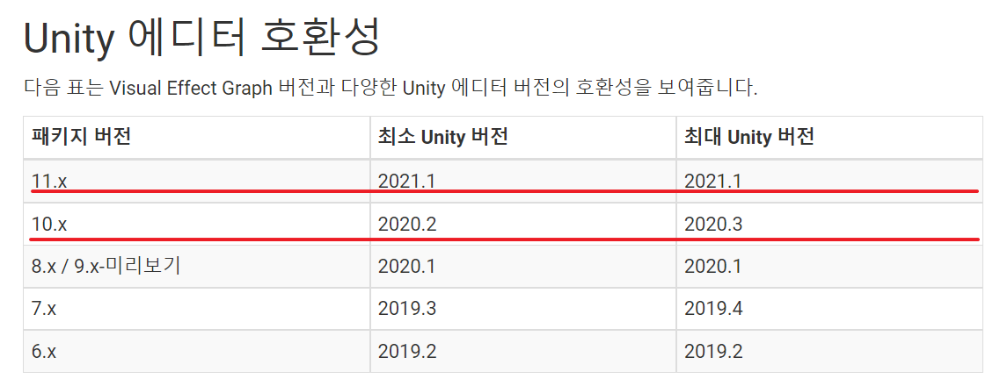 Unity 에디터 호환성
다음 표는 Visual Effect Graph 버전과 다양한 Unity 에디터 버전의 호환성을 보여줍니다.
패키지 버전 최소 Unity 버전 최대 Unity 버전
11.x 2021.1 2021.1
10.x 2020.2 2020.3
8.x / 9.x-미리보기 2020.1 2020.1
7.x 2019.3 2019.4
6.x 2019.2 2019.2